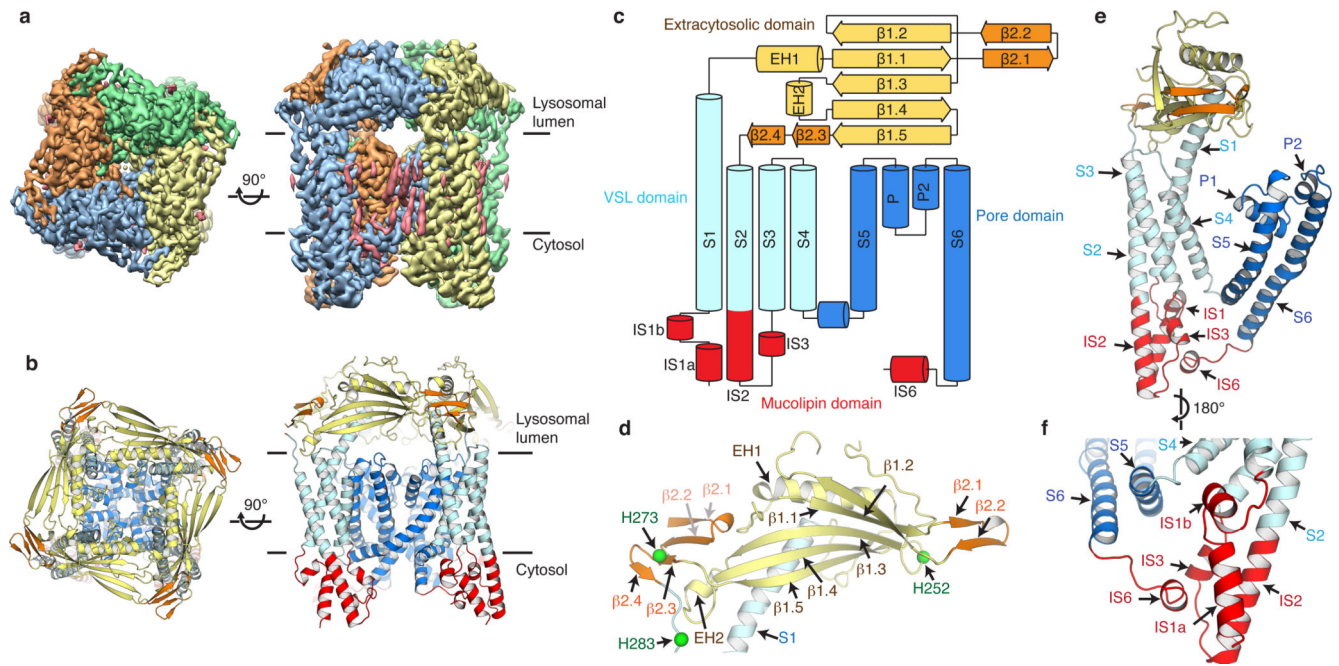 a
90°
Lysosomal
lumen
Cytosol
b
90°
Lysosomal
lumen
Cytosol
c
Extracytosolic domain
β1.2
β2.2
EH1
β1.1
β2.1
β1.3
EH2
β1.4
β2.4
β2.3
β1.5
VSL domain
Pore domain
S1
S2
S3
S4
S5
P
P2
S6
IS1b
IS1a
IS2
IS3
IS6
Mucolipin domain
d
EH1
β1.2
β2.1
β2.2
β2.1
β2.2
H273
β1.1
β1.3
H252
β2.4
β2.3
β1.4
β1.5
EH2
S1
H283
e
S1
P2
S3
P1
S4
S5
S2
IS1
S6
IS3
IS2
IS6
180°
f
S4
S5
S6
IS1b
S2
IS3
IS6
IS2
IS1a